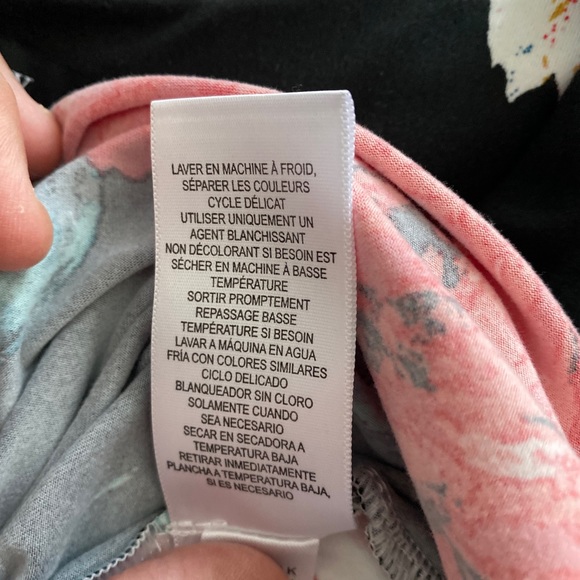 LAVER EN MACHINE À FROID,
SÉPARER LES COULEURS
CYCLE DÉLICAT
UTILISER UNIQUEMENT UN
AGENT BLANCHISSANT
NON DÉCOLORANT SI BESOIN EST
SÉCHER EN MACHINE À BASSE
TEMPÉRATURE
SORTIR PROMPTEMENT
REPASSAGE BASSE
TEMPÉRATURE SI BESOIN
LAVAR A MÁQUINA EN AGUA
FRÍA CON COLORES SIMILARES
CICLO DELICADO
BLANQUEADOR SIN CLORO
SOLAMENTE CUANDO
SEA NECESARIO
SECAR EN SECADORA A
TEMPERATURA BAJA
RETIRAR INMEDIATAMENTE
PLANCHA A TEMPERATURA BAJA,
SI ES NECESARIO
K